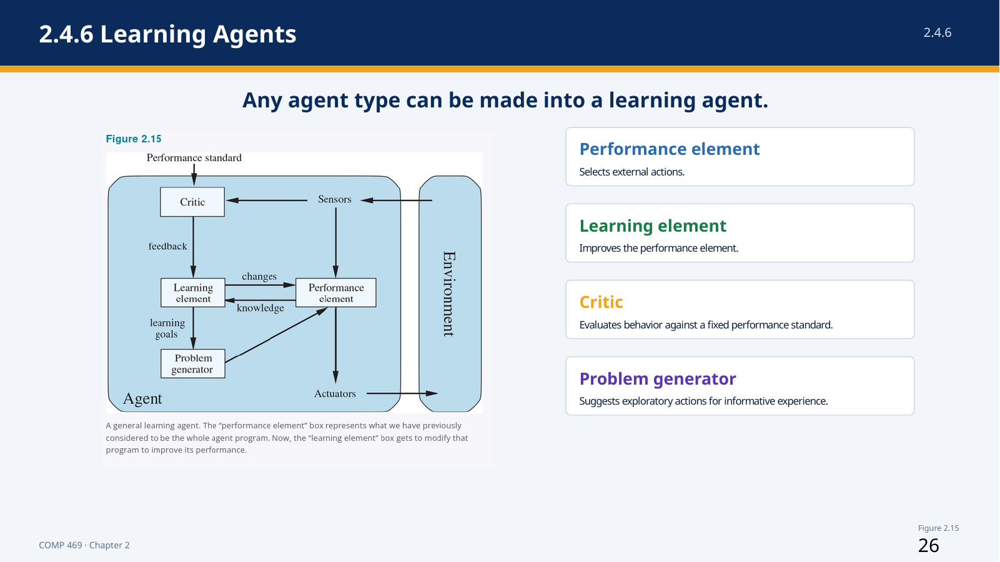 2.4.6 Learning Agents
2.4.6
Any agent type can be made into a learning agent.
Figure 2.15
Performance standard
Critic
Sensors
feedback
changes
Learning
element
Performance
element
knowledge
learning
goals
Problem
generator
Agent
Actuators
Environment
A general learning agent. The “performance element” box represents what we have previously
considered to be the whole agent program. Now, the “learning element” box gets to modify that
program to improve its performance.
Performance element
Selects external actions.
Learning element
Improves the performance element.
Critic
Evaluates behavior against a fixed performance standard.
Problem generator
Suggests exploratory actions for informative experience.
COMP 469 · Chapter 2
Figure 2.15
26